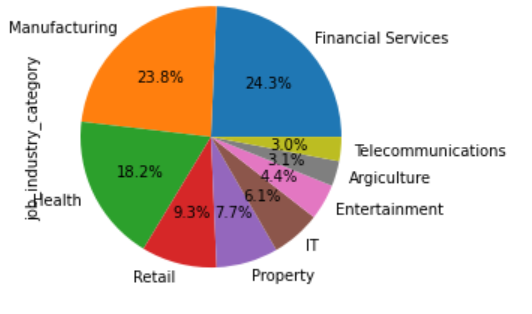 Manufacturing
Financial Services
23.8%
24.3%
job_industry_category
3.0%
Telecommunications
3.1%
Argiculture
18.2%
4.4%
Health
6.1%
Entertainment
9.3%
7.7%
IT
Retail
Property